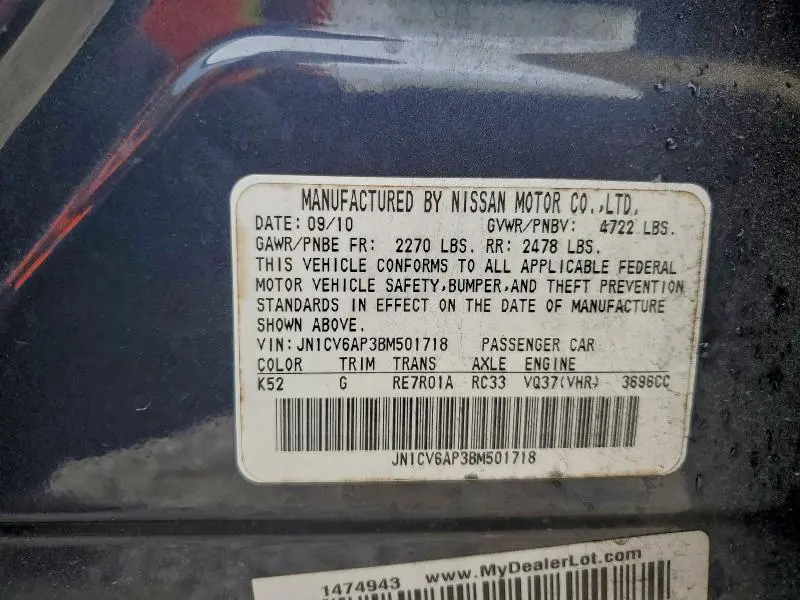 MANUFACTURED BY NISSAN MOTOR CO.,LTD.
DATE: 09/10 GVWR/PNBV: 4722 LBS.
GAWR/PNBE FR: 2270 LBS. RR: 2478 LBS.
THIS VEHICLE CONFORMS TO ALL APPLICABLE FEDERAL
MOTOR VEHICLE SAFETY,BUMPER,AND THEFT PREVENTION
STANDARDS IN EFFECT ON THE DATE OF MANUFACTURE
SHOWN ABOVE.
VIN: JN1CV6AP3BM501718 PASSENGER CAR
COLOR TRIM TRANS AXLE ENGINE
K52 G RE7R01A RC33 VQ37(VHR) 3696CC
JN1CV6AP3BM501718
1474943 www.MyDealerLot.com